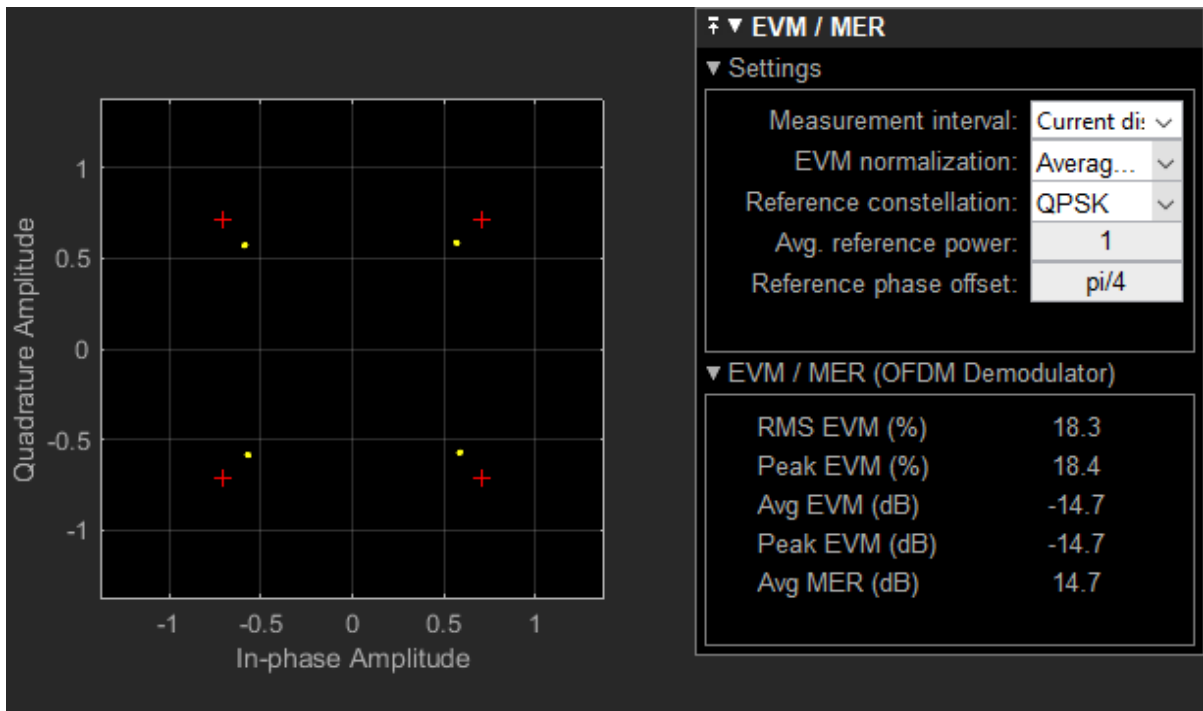 EVM / MER
Settings
Measurement interval: Current di:
EVM normalization: Averag...
Reference constellation: QPSK
Avg. reference power: 1
Reference phase offset: pi/4
EVM / MER (OFDM Demodulator)
RMS EVM (%) 18.3
Peak EVM (%) 18.4
Avg EVM (dB) -14.7
Peak EVM (dB) -14.7
Avg MER (dB) 14.7
Quadrature Amplitude
1
0.5
0
-0.5
-1
-1 -0.5 0 0.5 1
In-phase Amplitude